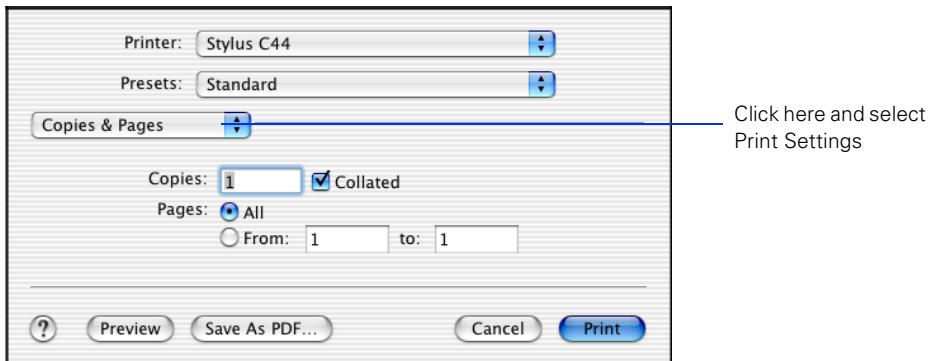 Printer: Stylus C44
Presets: Standard
Copies & Pages
Click here and select
Print Settings
Copies: 1 Collated
Pages: All
From: 1 to: 1
? Preview Save As PDF... Cancel Print